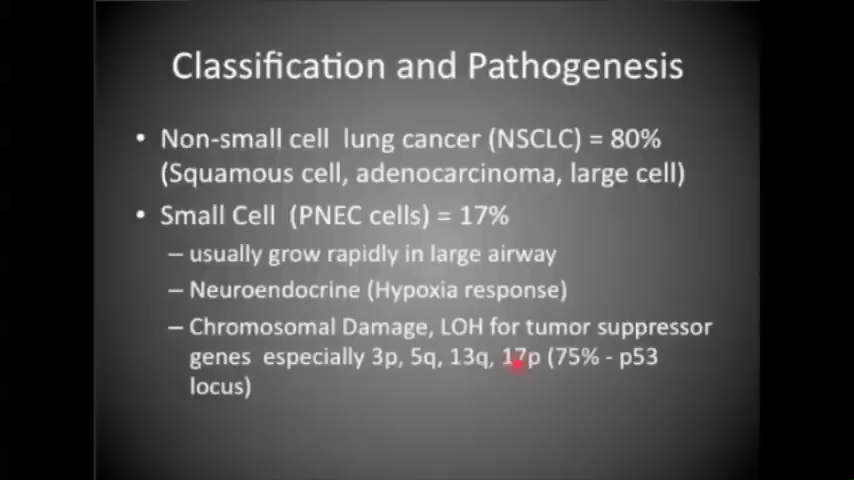 Classification and Pathogenesis
• Non-small cell lung cancer (NSCLC) = 80%
(Squamous cell, adenocarcinoma, large cell)
• Small Cell (PNEC cells) = 17%
– usually grow rapidly in large airway
– Neuroendocrine (Hypoxia response)
– Chromosomal Damage, LOH for tumor suppressor
genes especially 3p, 5q, 13q, 17p (75% - p53
locus)